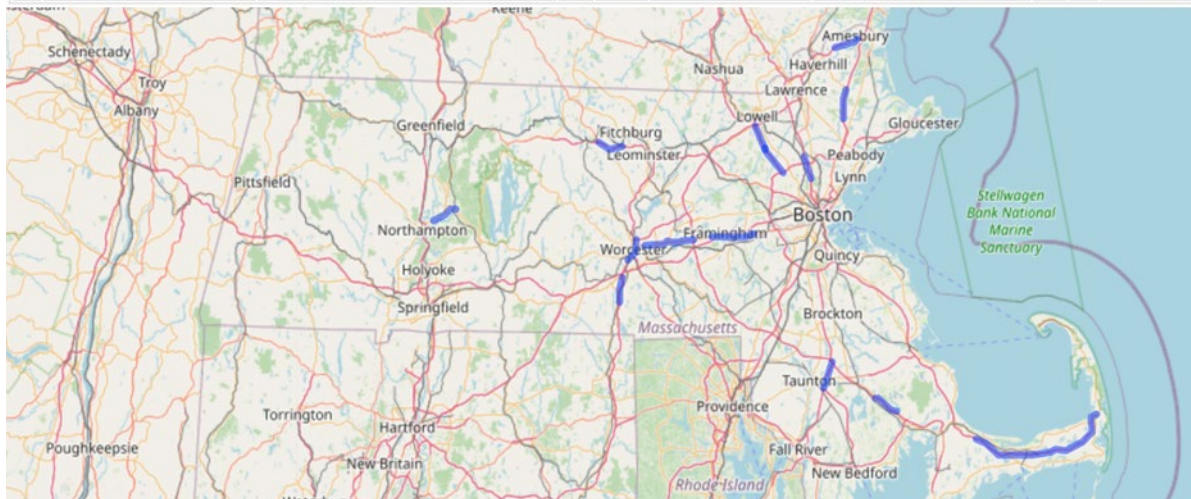 Keene
Schenectady
Troy
Albany
Amesbury
Haverhill
Nashua
Lawrence
Lowell
Gloucester
Greenfield
Fitchburg
Leominster
Peabody
Lynn
Pittsfield
Boston
Stellwagen
Bank National
Marine
Sanctuary
Northampton
Framingham
Worcester
Quincy
Holyoke
Springfield
Brockton
Massachusetts
Taunton
Providence
Torrington
Hartford
Poughkeepsie
Fall River
New Britain
New Bedford
Rhode Island